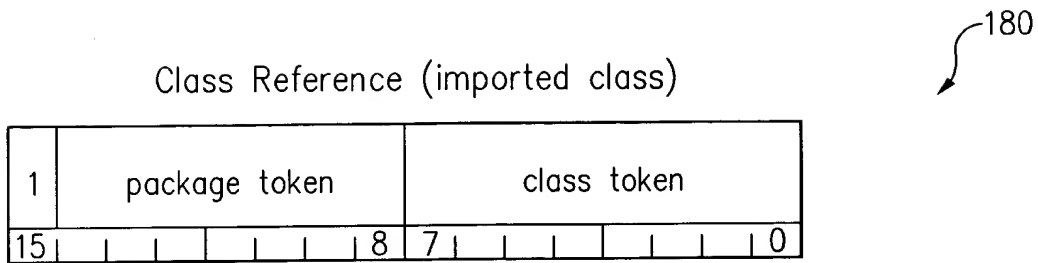 180
Class Reference (imported class)
1 package token class token
15 8 7 0